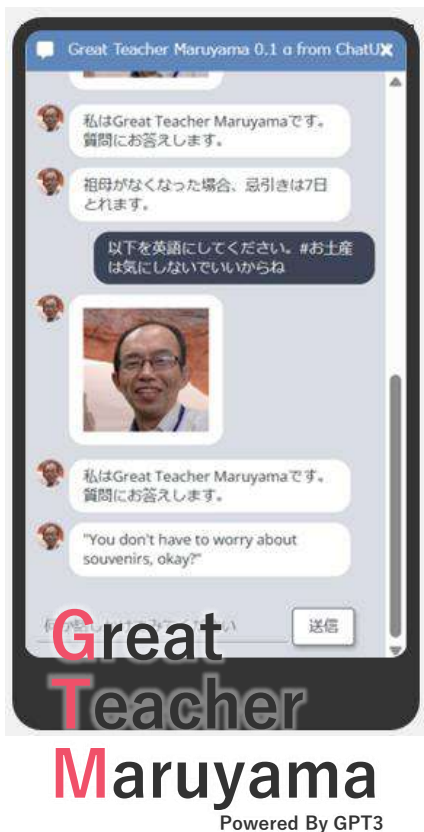 Great Teacher Maruyama 0.1 α from ChatUX
私はGreat Teacher Maruyamaです。
質問にお答えします。
祖母がなくなった場合、忌引きは7日
とれます。
以下を英語にしてください。#お土産
は気にしないでいいからね
私はGreat Teacher Maruyamaです。
質問にお答えします。
"You don't have to worry about
souvenirs, okay?"
送信
Great
Teacher
Maruyama
Powered By GPT3